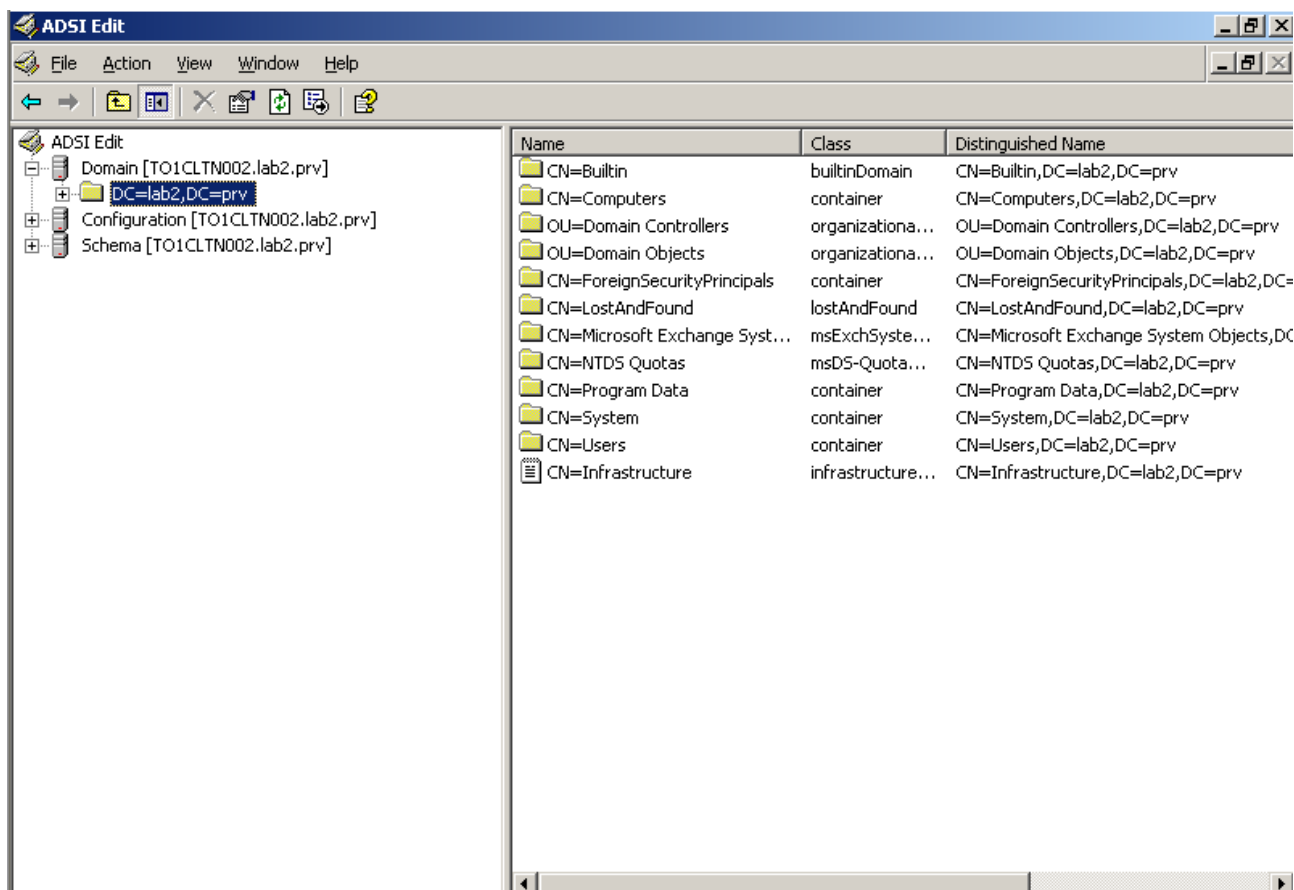 ADSI Edit
File Action View Window Help
ADSI Edit
Domain [TO1CLTN002.lab2.prv]
DC=lab2,DC=prv
Configuration [TO1CLTN002.lab2.prv]
Schema [TO1CLTN002.lab2.prv]
Name Class Distinguished Name
CN=Builtin builtinDomain CN=Builtin,DC=lab2,DC=prv
CN=Computers container CN=Computers,DC=lab2,DC=prv
OU=Domain Controllers organizationa... OU=Domain Controllers,DC=lab2,DC=prv
OU=Domain Objects organizationa... OU=Domain Objects,DC=lab2,DC=prv
CN=ForeignSecurityPrincipals container CN=ForeignSecurityPrincipals,DC=lab2,DC=
CN=LostAndFound lostAndFound CN=LostAndFound,DC=lab2,DC=prv
CN=Microsoft Exchange Syst... msExchSyste... CN=Microsoft Exchange System Objects,DC
CN=NTDS Quotas msDS-Quota... CN=NTDS Quotas,DC=lab2,DC=prv
CN=Program Data container CN=Program Data,DC=lab2,DC=prv
CN=System container CN=System,DC=lab2,DC=prv
CN=Users container CN=Users,DC=lab2,DC=prv
CN=Infrastructure infrastructure... CN=Infrastructure,DC=lab2,DC=prv